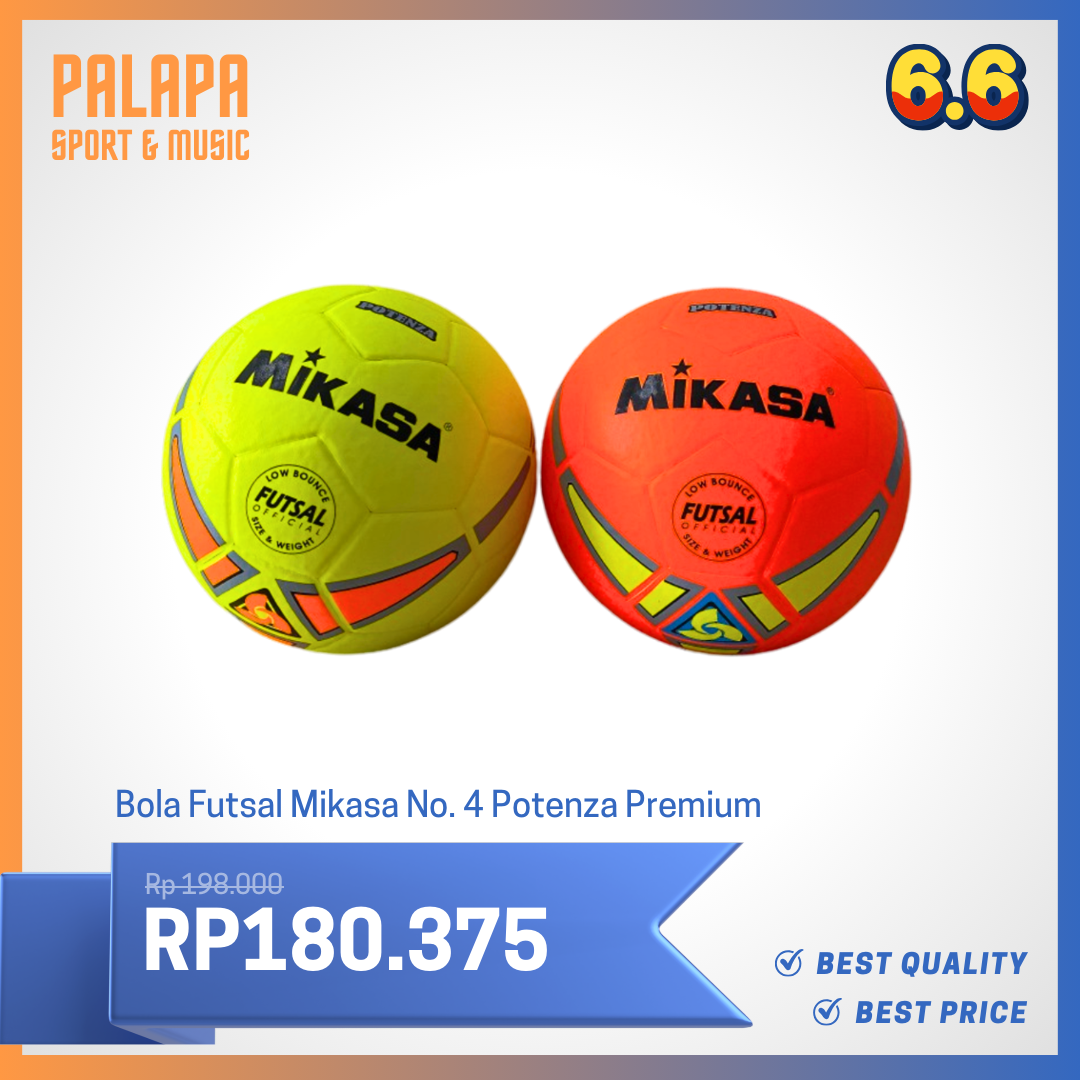 PALAPA
SPORT & MUSIC
6.6
POTENZA
MiKASA®
LOW BOUNCE
FUTSAL
OFFICIAL
SIZE & WEIGHT
POTENZA
MiKASA®
LOW BOUNCE
FUTSAL
OFFICIAL
SIZE & WEIGHT
Bola Futsal Mikasa No. 4 Potenza Premium
Rp 198.000
RP180.375
BEST QUALITY
BEST PRICE